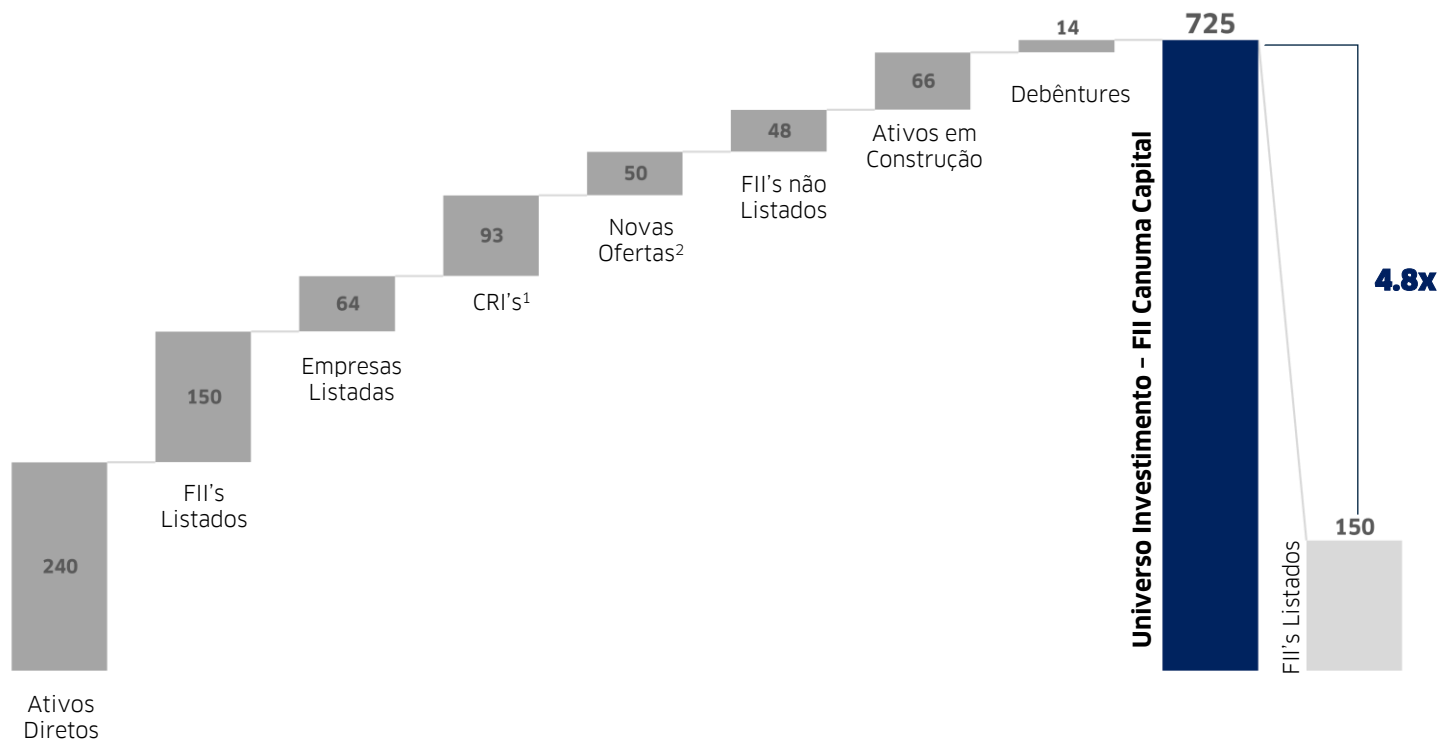 240
Ativos
Diretos
150
FII's
Listados
64
Empresas
Listadas
93
CRI's¹
50
Novas
Ofertas²
48
FII's não
Listados
66
Ativos em
Construção
14
Debêntures
725
Universo Investimento – FII Canuma Capital
4.8x
150
FII's Listados